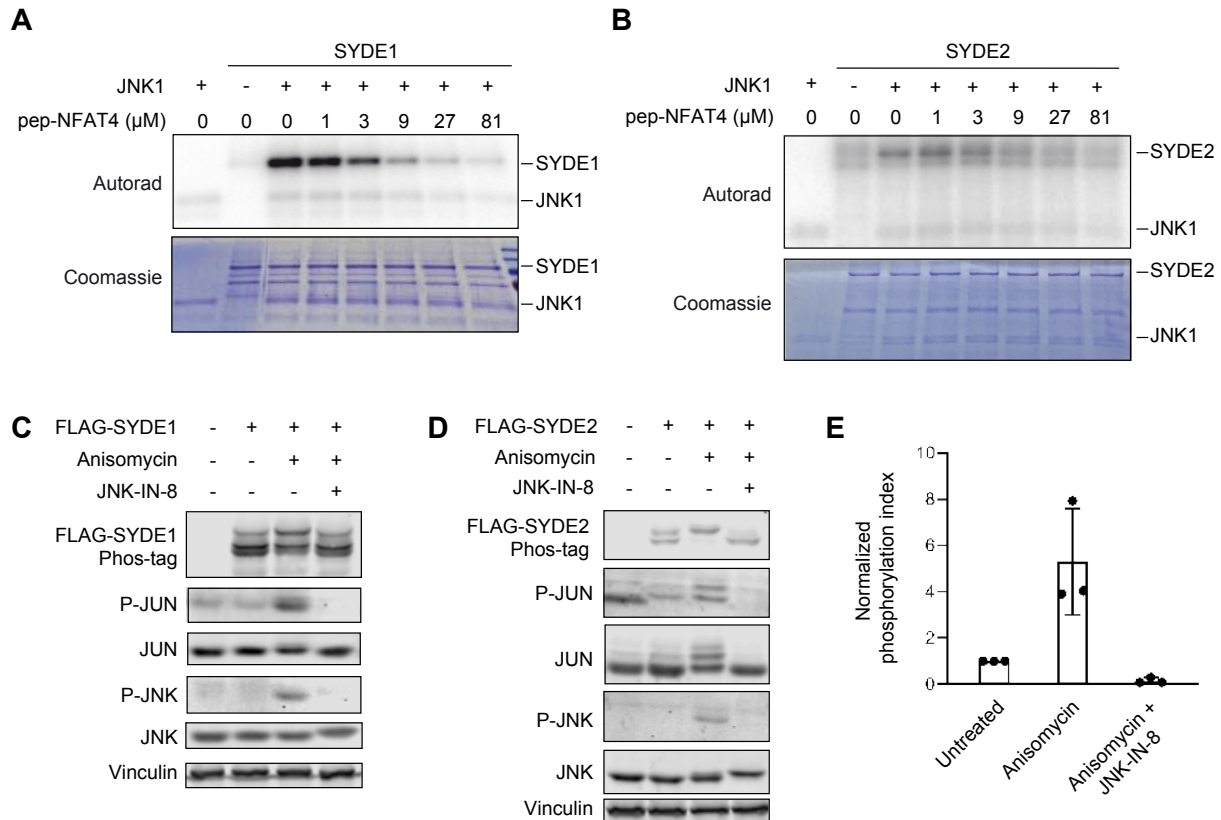 A
SYDE1
JNK1 + - + + + + + +
pep-NFAT4 (µM) 0 0 0 1 3 9 27 81
Autorad
SYDE1
JNK1
Coomassie
SYDE1
JNK1
B
SYDE2
JNK1 + - + + + + + +
pep-NFAT4 (µM) 0 0 0 1 3 9 27 81
Autorad
SYDE2
JNK1
Coomassie
SYDE2
JNK1
C
FLAG-SYDE1 - + + +
Anisomycin - - + +
JNK-IN-8 - - - +
FLAG-SYDE1
Phos-tag
P-JUN
JUN
P-JNK
JNK
Vinculin
D
FLAG-SYDE2 - + + +
Anisomycin - - + +
JNK-IN-8 - - - +
FLAG-SYDE2
Phos-tag
P-JUN
JUN
P-JNK
JNK
Vinculin
E
Normalized
phosphorylation index
10
8
6
4
2
0
Untreated
Anisomycin
Anisomycin +
JNK-IN-8